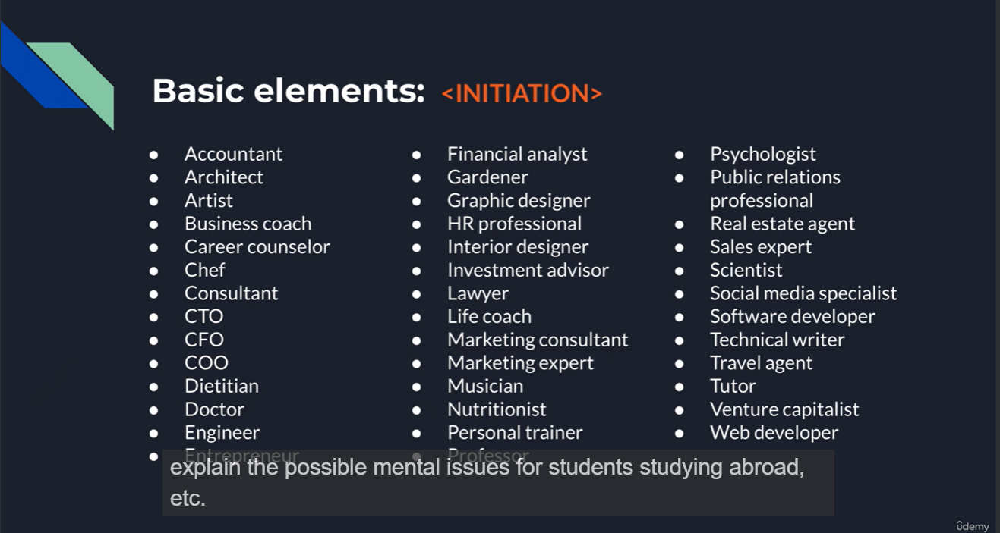 Basic elements: <INITIATION>
Accountant
Architect
Artist
Business coach
Career counselor
Chef
Consultant
CTO
CFO
COO
Dietitian
Doctor
Engineer
Entrepreneur
Financial analyst
Gardener
Graphic designer
HR professional
Interior designer
Investment advisor
Lawyer
Life coach
Marketing consultant
Marketing expert
Musician
Nutritionist
Personal trainer
Professor
Psychologist
Public relations
professional
Real estate agent
Sales expert
Scientist
Social media specialist
Software developer
Technical writer
Travel agent
Tutor
Venture capitalist
Web developer
explain the possible mental issues for students studying abroad,
etc.
ûdemy